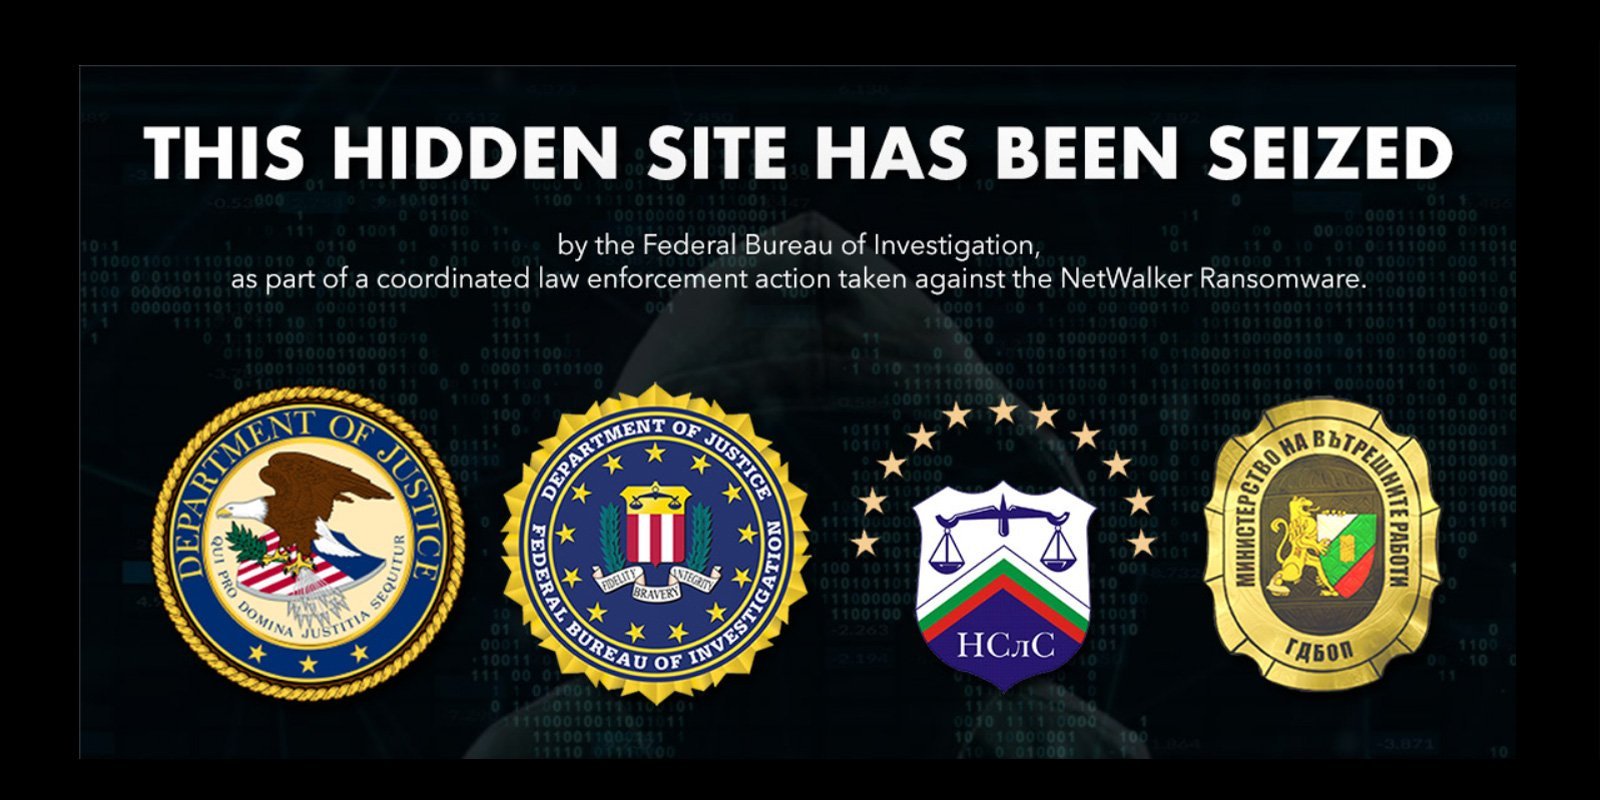 THIS HIDDEN SITE HAS BEEN SEIZED
by the Federal Bureau of Investigation,
as part of a coordinated law enforcement action taken against the NetWalker Ransomware.
DEPARTMENT OF JUSTICE
QUI PRO DOMINA JUSTITIA SEQUITUR
DEPARTMENT OF JUSTICE
FIDELITY
BRAVERY
INTEGRITY
FEDERAL BUREAU OF INVESTIGATION
НСлС
МИНИСТЕРСТВО НА ВЪТРЕШНИТЕ РАБОТИ
ГДБОП